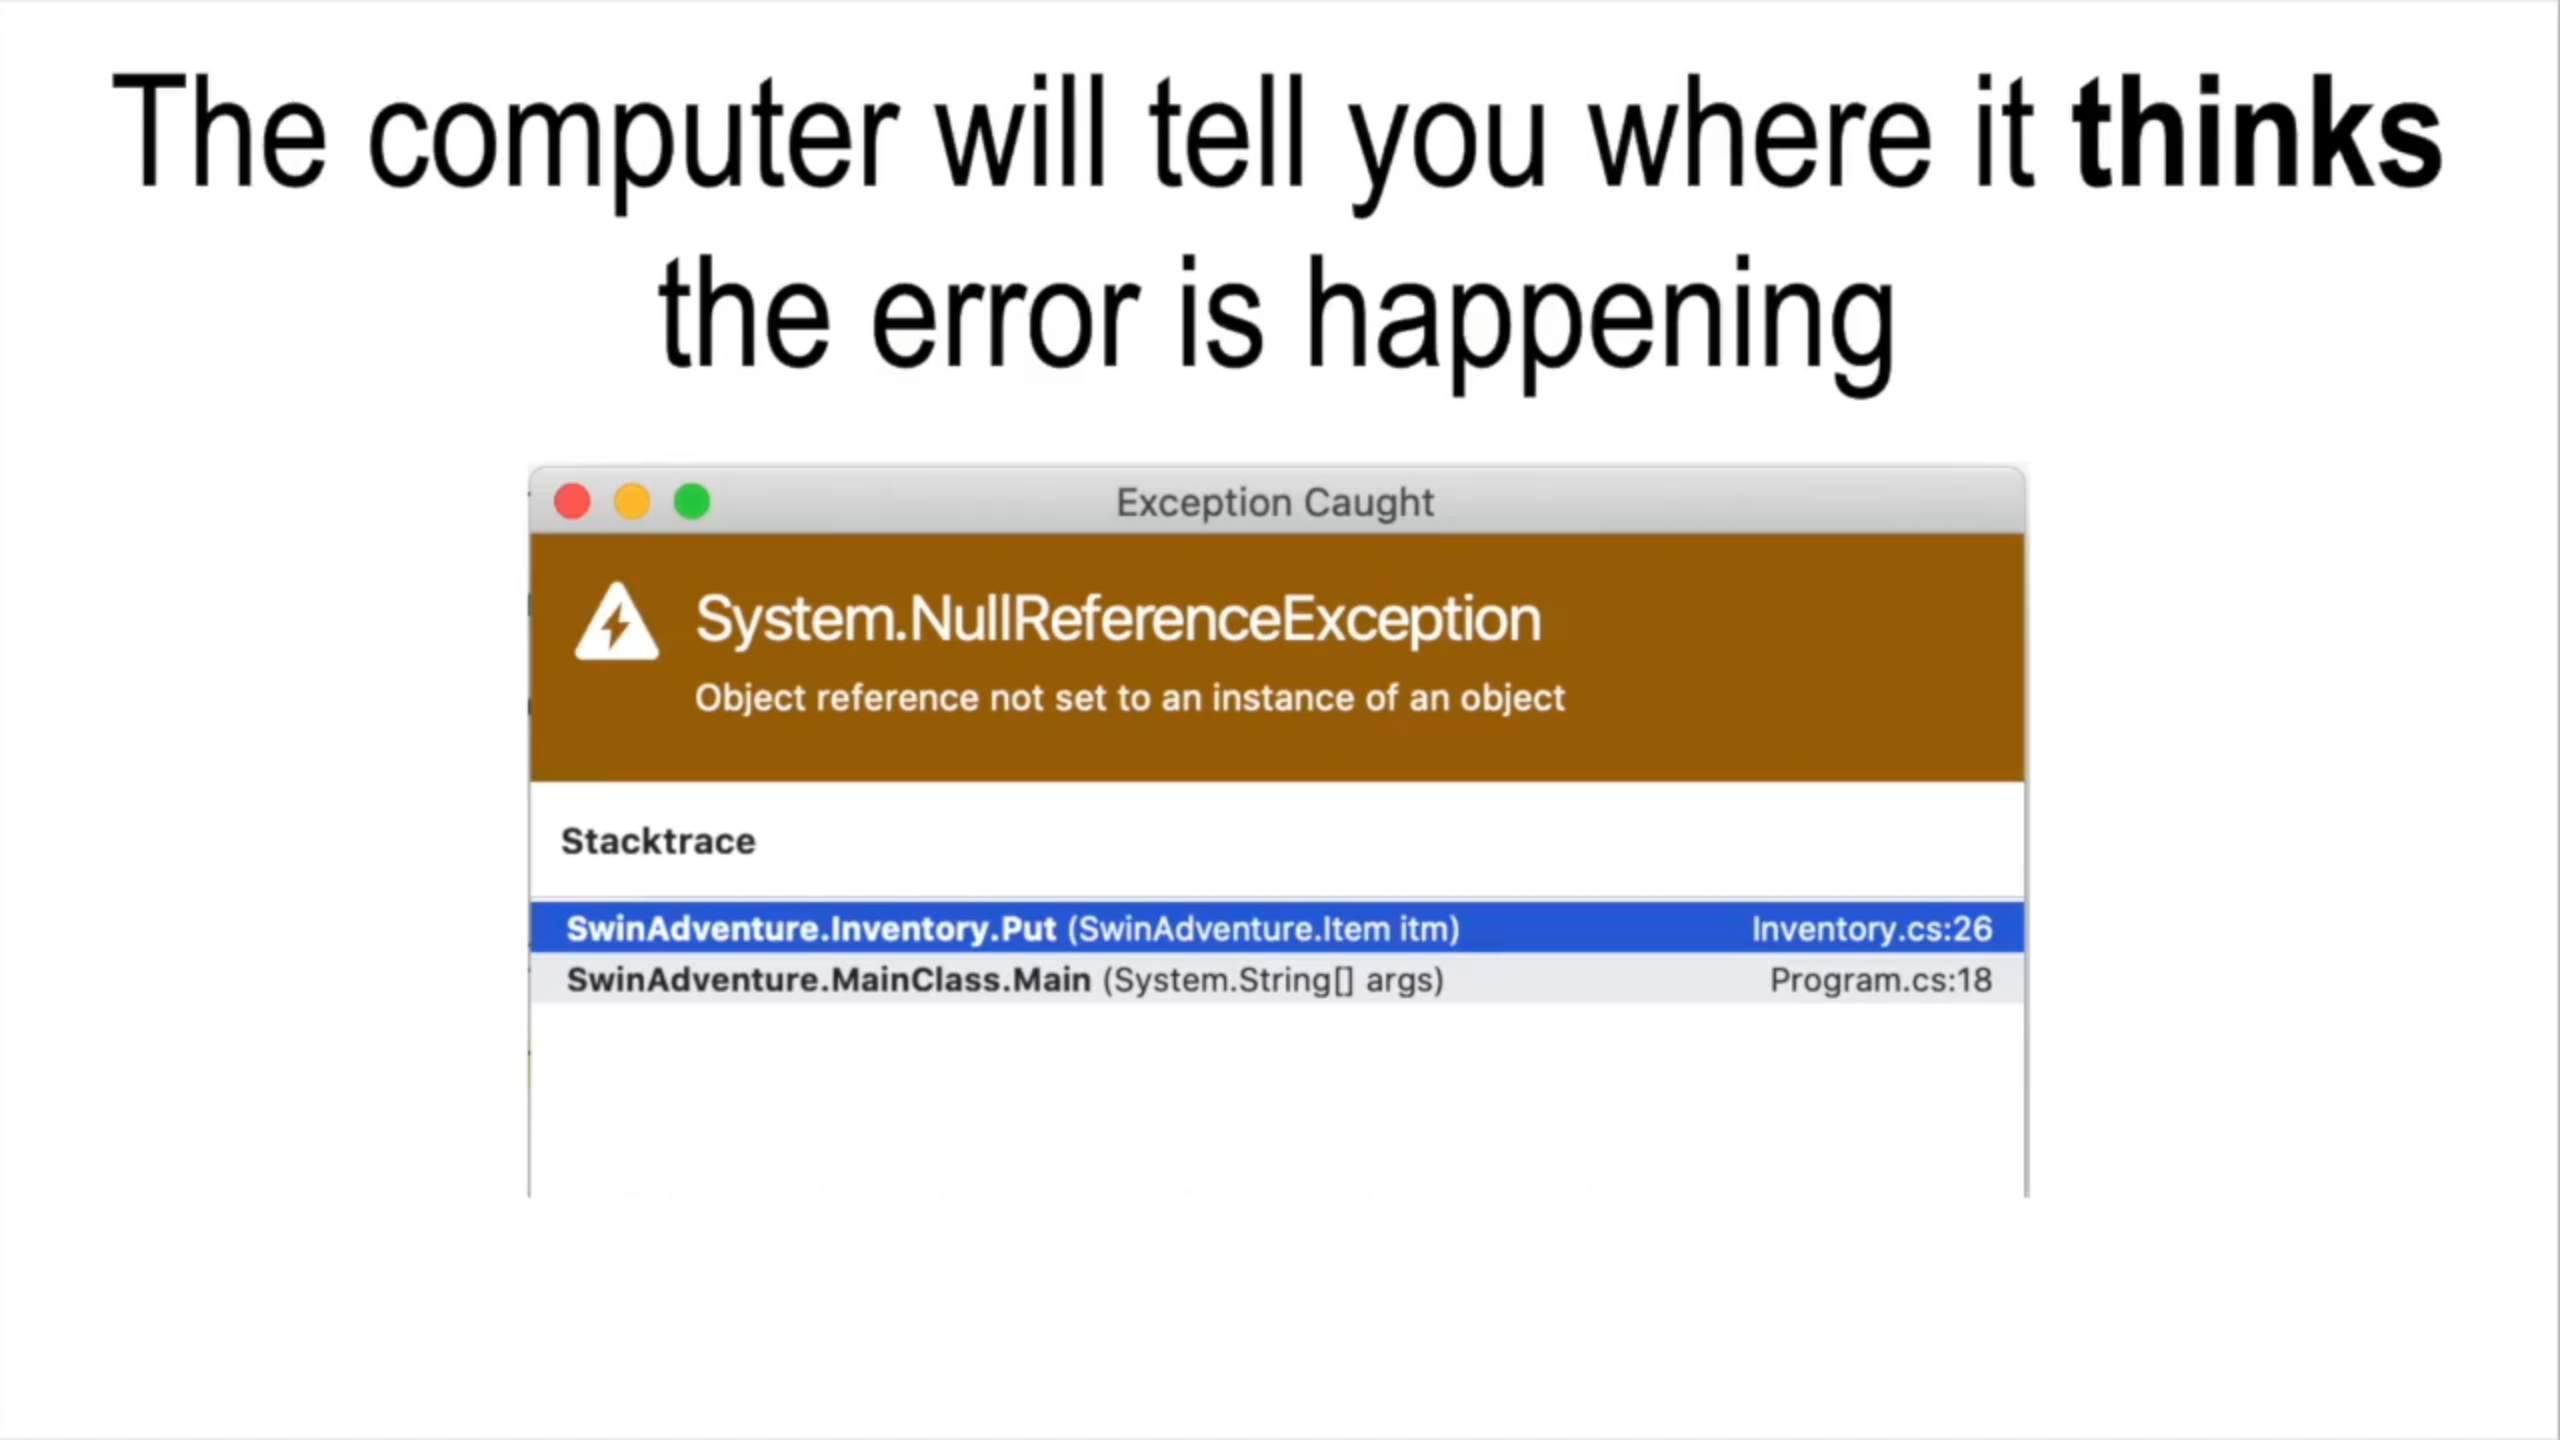 The computer will tell you where it thinks
the error is happening
Exception Caught
System.NullReferenceException
Object reference not set to an instance of an object
Stacktrace
SwinAdventure.Inventory.Put (SwinAdventure.Item itm) Inventory.cs:26
SwinAdventure.MainClass.Main (System.String[] args) Program.cs:18